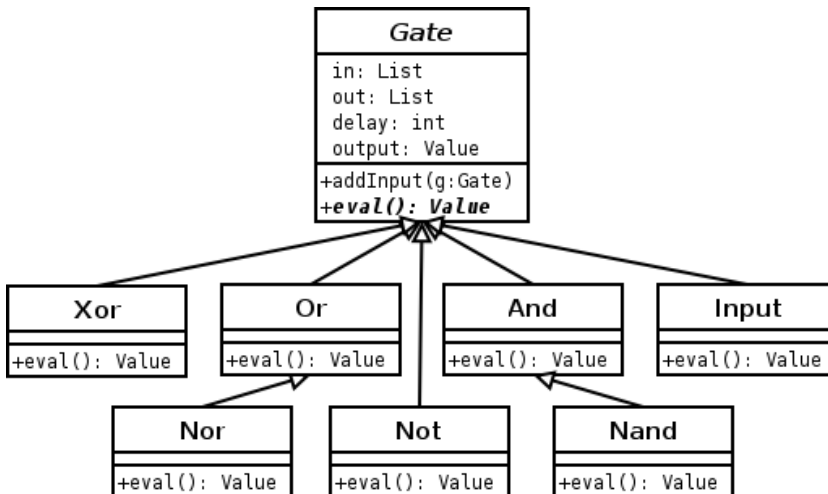 Gate
in: List
out: List
delay: int
output: Value
+addInput(g:Gate)
+eval(): Value
Xor
+eval(): Value
Or
+eval(): Value
And
+eval(): Value
Input
+eval(): Value
Nor
+eval(): Value
Not
+eval(): Value
Nand
+eval(): Value